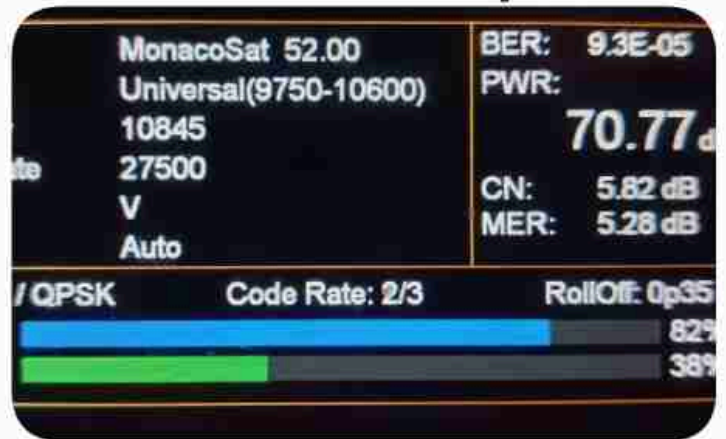 MonacoSat 52.00
Universal(9750-10600)
10845
27500
V
Auto
BER: 9.3E-05
PWR:
70.77
CN: 5.82 dB
MER: 5.28 dB
/ QPSK Code Rate: 2/3 RollOff: 0p35
82%
38%